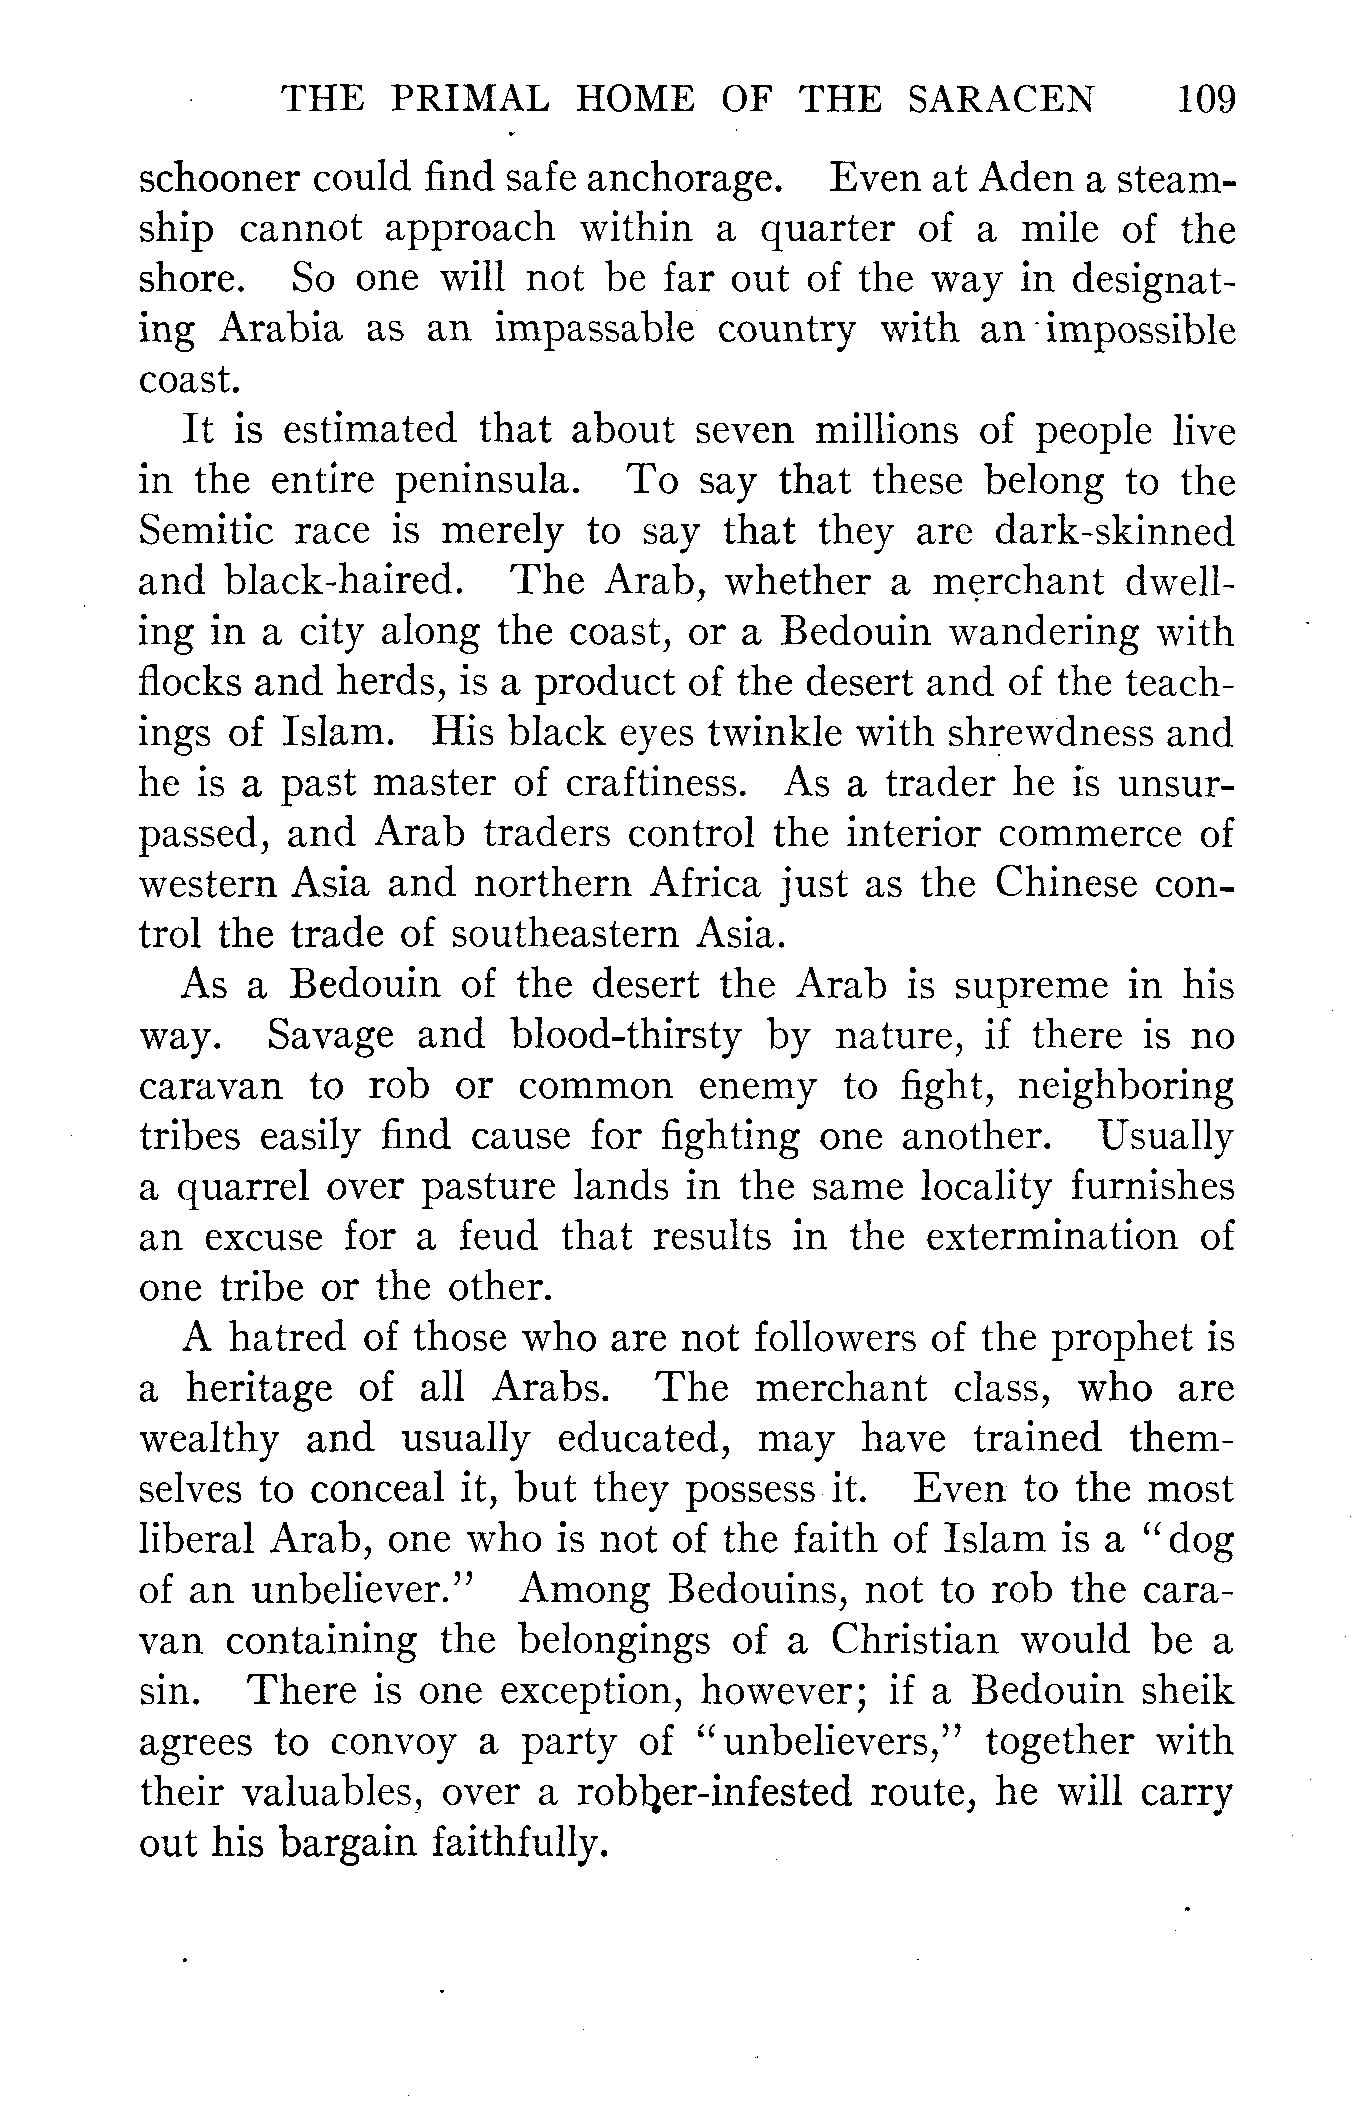 THE PRIMAL HOME OF THE SARACEN 109
schooner could find safe anchorage. Even at Aden a steam-
ship cannot approach within a quarter of a mile of the
shore. So one will not be far out of the way in designat-
ing Arabia as an impassable country with an impossible
coast.
It is estimated that about seven millions of people live
in the entire peninsula. To say that these belong to the
Semitic race is merely to say that they are dark-skinned
and black-haired. The Arab, whether a merchant dwell-
ing in a city along the coast, or a Bedouin wandering with
flocks and herds, is a product of the desert and of the teach-
ings of Islam. His black eyes twinkle with shrewdness and
he is a past master of craftiness. As a trader he is unsur-
passed, and Arab traders control the interior commerce of
western Asia and northern Africa just as the Chinese con-
trol the trade of southeastern Asia.
As a Bedouin of the desert the Arab is supreme in his
way. Savage and blood-thirsty by nature, if there is no
caravan to rob or common enemy to fight, neighboring
tribes easily find cause for fighting one another. Usually
a quarrel over pasture lands in the same locality furnishes
an excuse for a feud that results in the extermination of
one tribe or the other.
A hatred of those who are not followers of the prophet is
a heritage of all Arabs. The merchant class, who are
wealthy and usually educated, may have trained them-
selves to conceal it, but they possess it. Even to the most
liberal Arab, one who is not of the faith of Islam is a "dog
of an unbeliever." Among Bedouins, not to rob the cara-
van containing the belongings of a Christian would be a
sin. There is one exception, however; if a Bedouin sheik
agrees to convoy a party of "unbelievers," together with
their valuables, over a robber-infested route, he will carry
out his bargain faithfully.